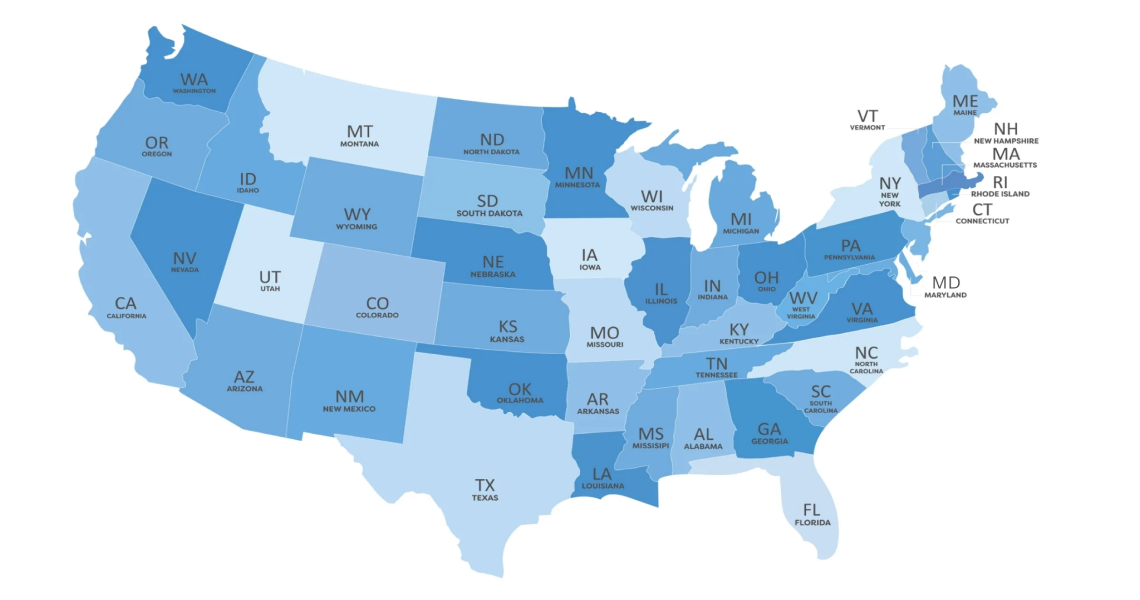 WA
WASHINGTON
OR
OREGON
ID
IDAHO
MT
MONTANA
ND
NORTH DAKOTA
SD
SOUTH DAKOTA
WY
WYOMING
MN
MINNESOTA
WI
WISCONSIN
MI
MICHIGAN
VT
VERMONT
ME
MAINE
NH
NEW HAMPSHIRE
MA
MASSACHUSETTS
RI
RHODE ISLAND
CT
CONNECTICUT
NY
NEW
YORK
NV
NEVADA
UT
UTAH
CA
CALIFORNIA
CO
COLORADO
NE
NEBRASKA
IA
IOWA
IL
ILLINOIS
IN
INDIANA
OH
OHIO
PA
PENNSYLVANIA
MD
MARYLAND
WV
WEST
VIRGINIA
VA
VIRGINIA
KS
KANSAS
MO
MISSOURI
KY
KENTUCKY
NC
NORTH
CAROLINA
TN
TENNESSEE
SC
SOUTH
CAROLINA
AZ
ARIZONA
NM
NEW MEXICO
OK
OKLAHOMA
AR
ARKANSAS
MS
MISSISIPI
AL
ALABAMA
GA
GEORGIA
TX
TEXAS
LA
LOUISIANA
FL
FLORIDA